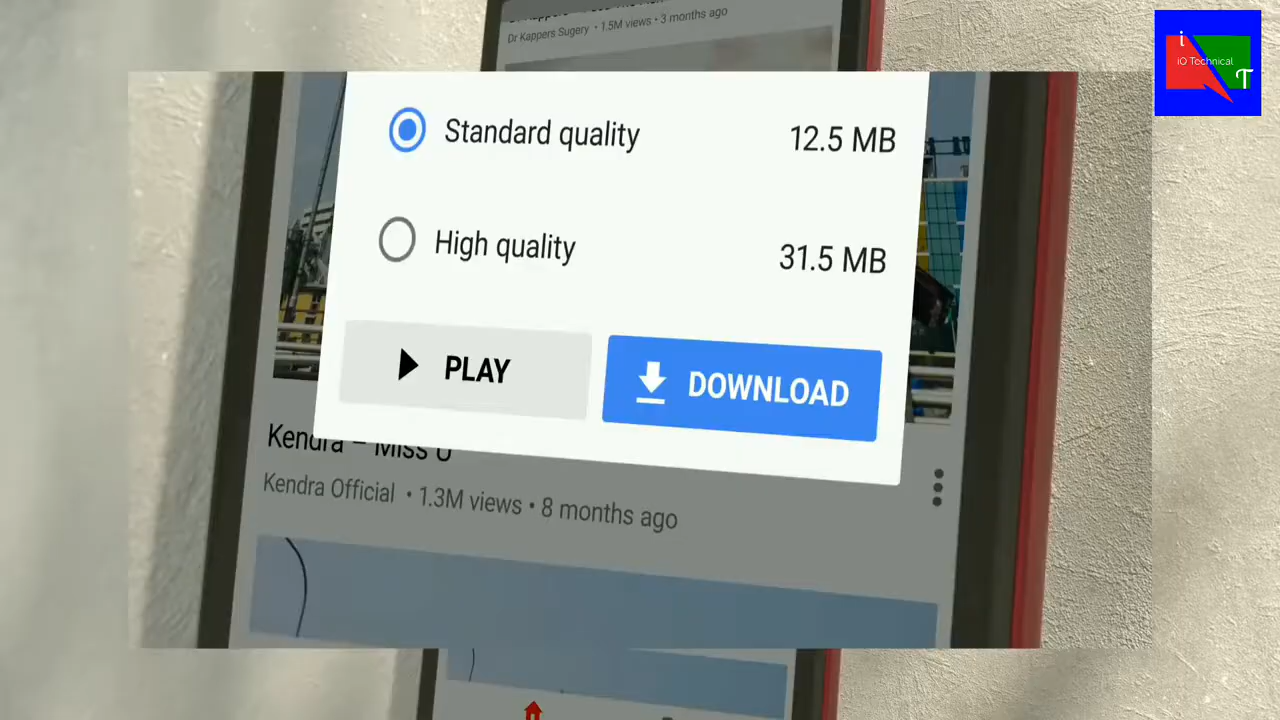 Dr Kappers Sugery • 1.5M views • 3 months ago
i
iO Technical
T
Standard quality 12.5 MB
High quality 31.5 MB
PLAY DOWNLOAD
Kendra – Miss U
Kendra Official • 1.3M views • 8 months ago